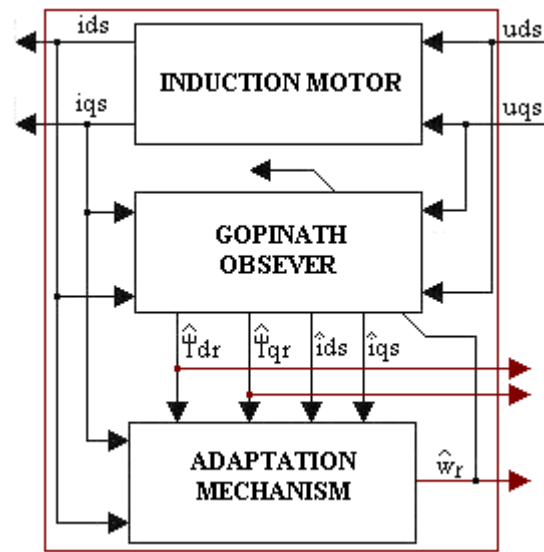 ids
uds
INDUCTION MOTOR
iqs
uqs
GOPINATH
OBSEVER
Ψ̂dr
Ψ̂qr
îds
îqs
ADAPTATION
MECHANISM
ŵr